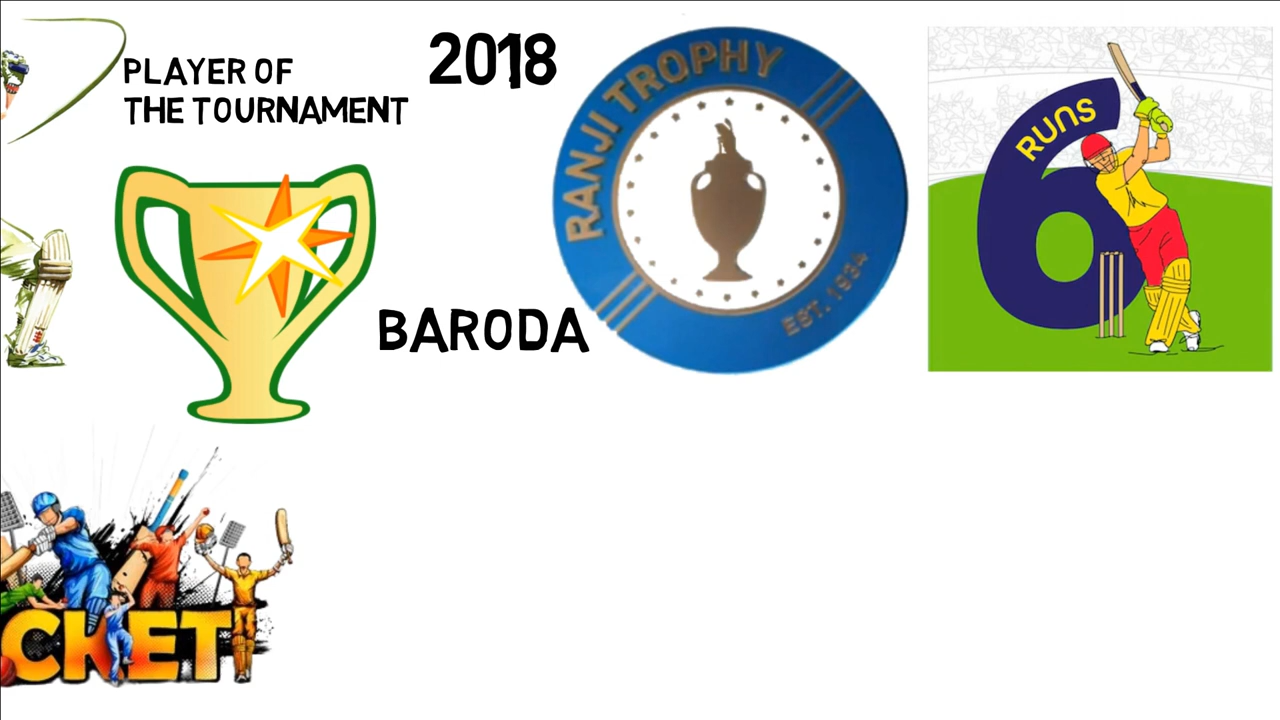 PLAYER OF
THE TOURNAMENT
2018
RANJI TROPHY
EST. 1934
BARODA
6
RUNS
CKET